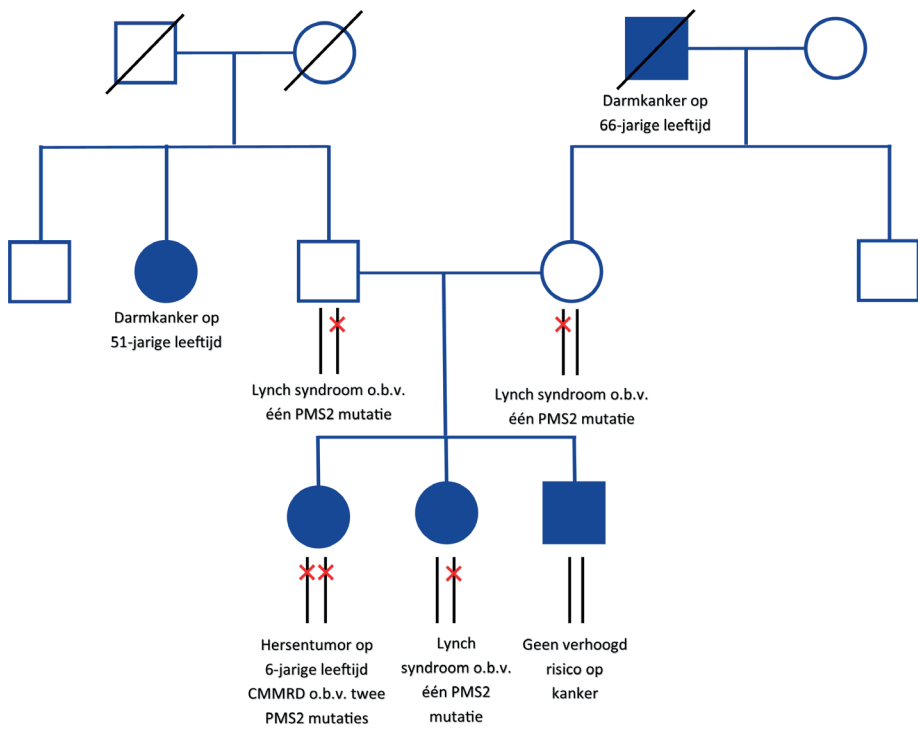 Darmkanker op
66-jarige leeftijd
Darmkanker op
51-jarige leeftijd
Lynch syndroom o.b.v.
één PMS2 mutatie
Lynch syndroom o.b.v.
één PMS2 mutatie
Hersentumor op
6-jarige leeftijd
CMMRD o.b.v. twee
PMS2 mutaties
Lynch
syndroom o.b.v.
één PMS2
mutatie
Geen verhoogd
risico op
kanker